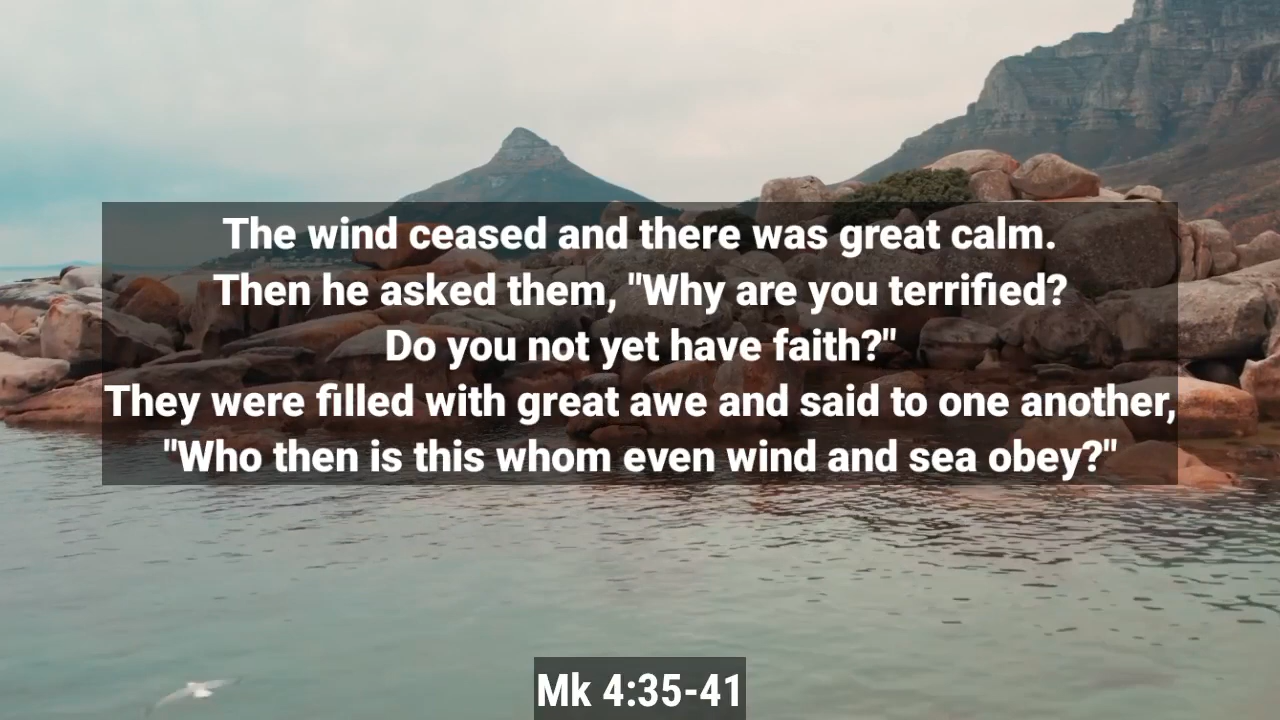 The wind ceased and there was great calm.
Then he asked them, "Why are you terrified?
Do you not yet have faith?"
They were filled with great awe and said to one another,
"Who then is this whom even wind and sea obey?"
Mk 4:35-41